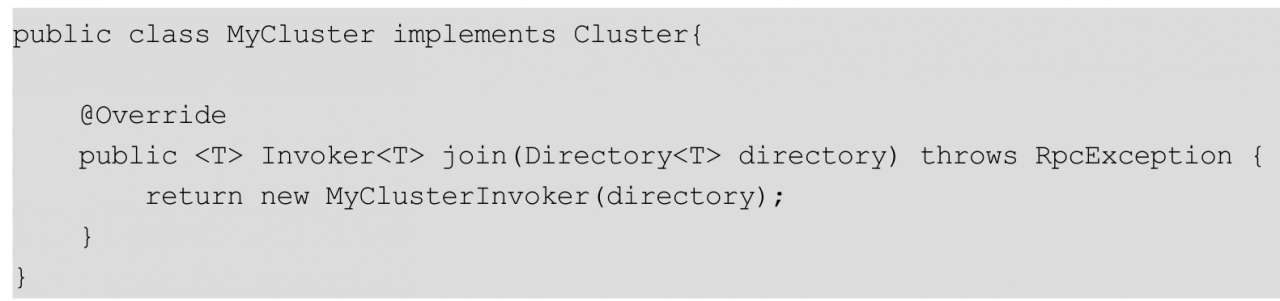 public class MyCluster implements Cluster{
    @Override
    public <T> Invoker<T> join(Directory<T> directory) throws RpcException {
        return new MyClusterInvoker(directory);
    }
}